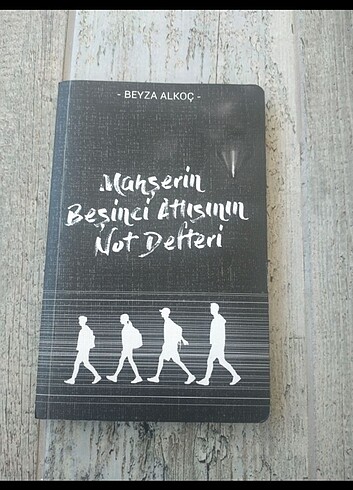 - BEYZA ALKOÇ -
Mahşerin
Beşinci Atlısının
Not Defteri